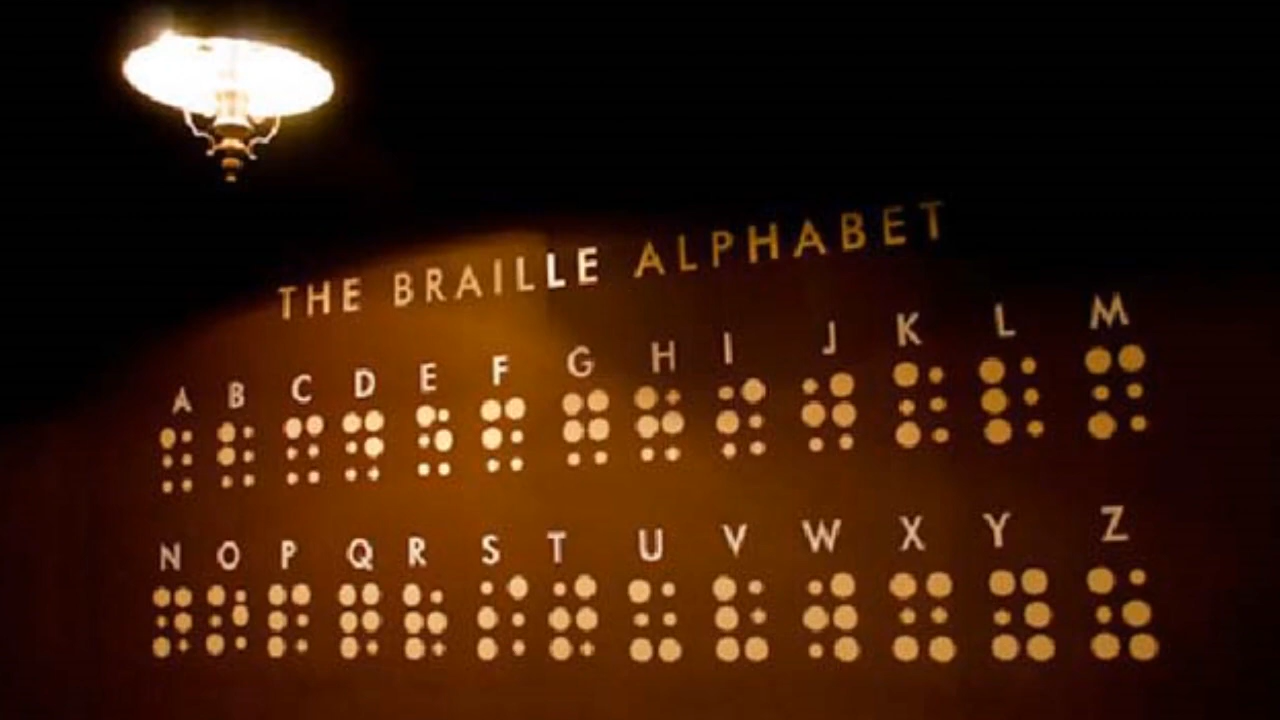 THE BRAILLE ALPHABET
A B C D E F G H I J K L M
N O P Q R S T U V W X Y Z